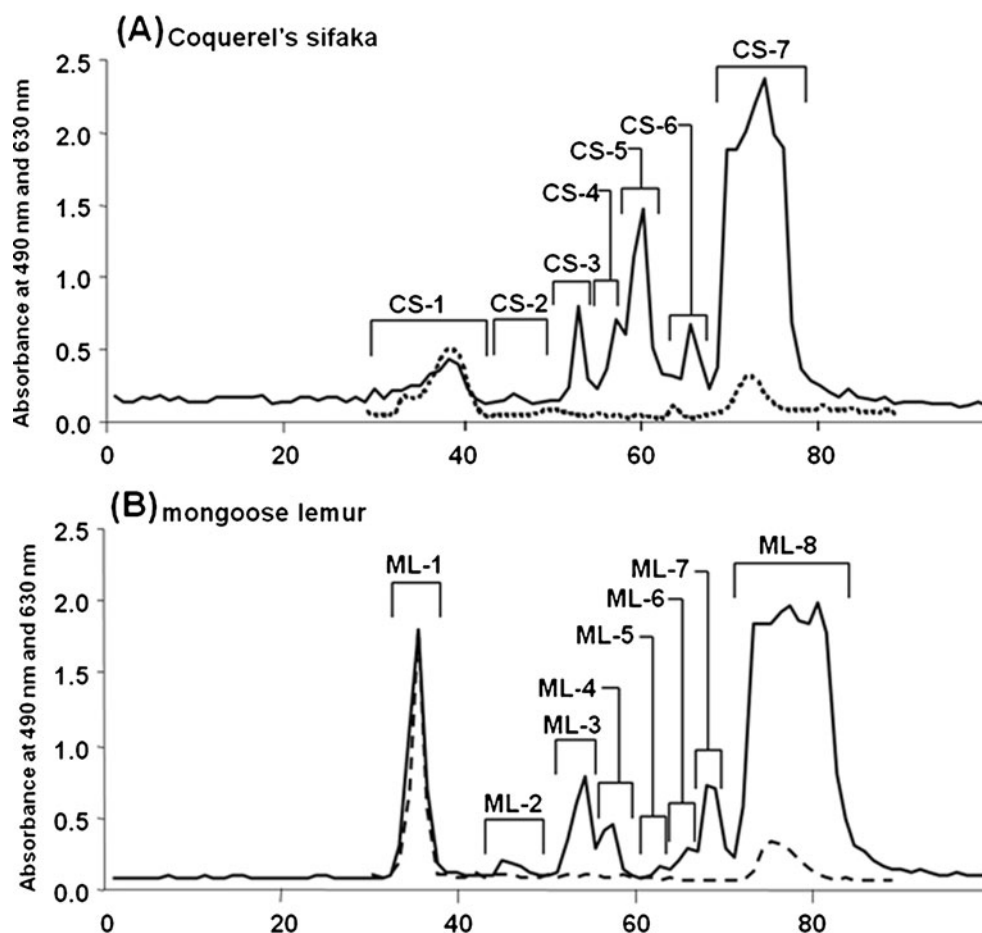 (A) Coquerel's sifaka
Absorbance at 490 nm and 630 nm
2.5
2.0
1.5
1.0
0.5
0.0
CS-1
CS-2
CS-3
CS-4
CS-5
CS-6
CS-7
0 20 40 60 80
(B) mongoose lemur
Absorbance at 490 nm and 630 nm
2.5
2.0
1.5
1.0
0.5
0.0
ML-1
ML-2
ML-3
ML-4
ML-5
ML-6
ML-7
ML-8
0 20 40 60 80